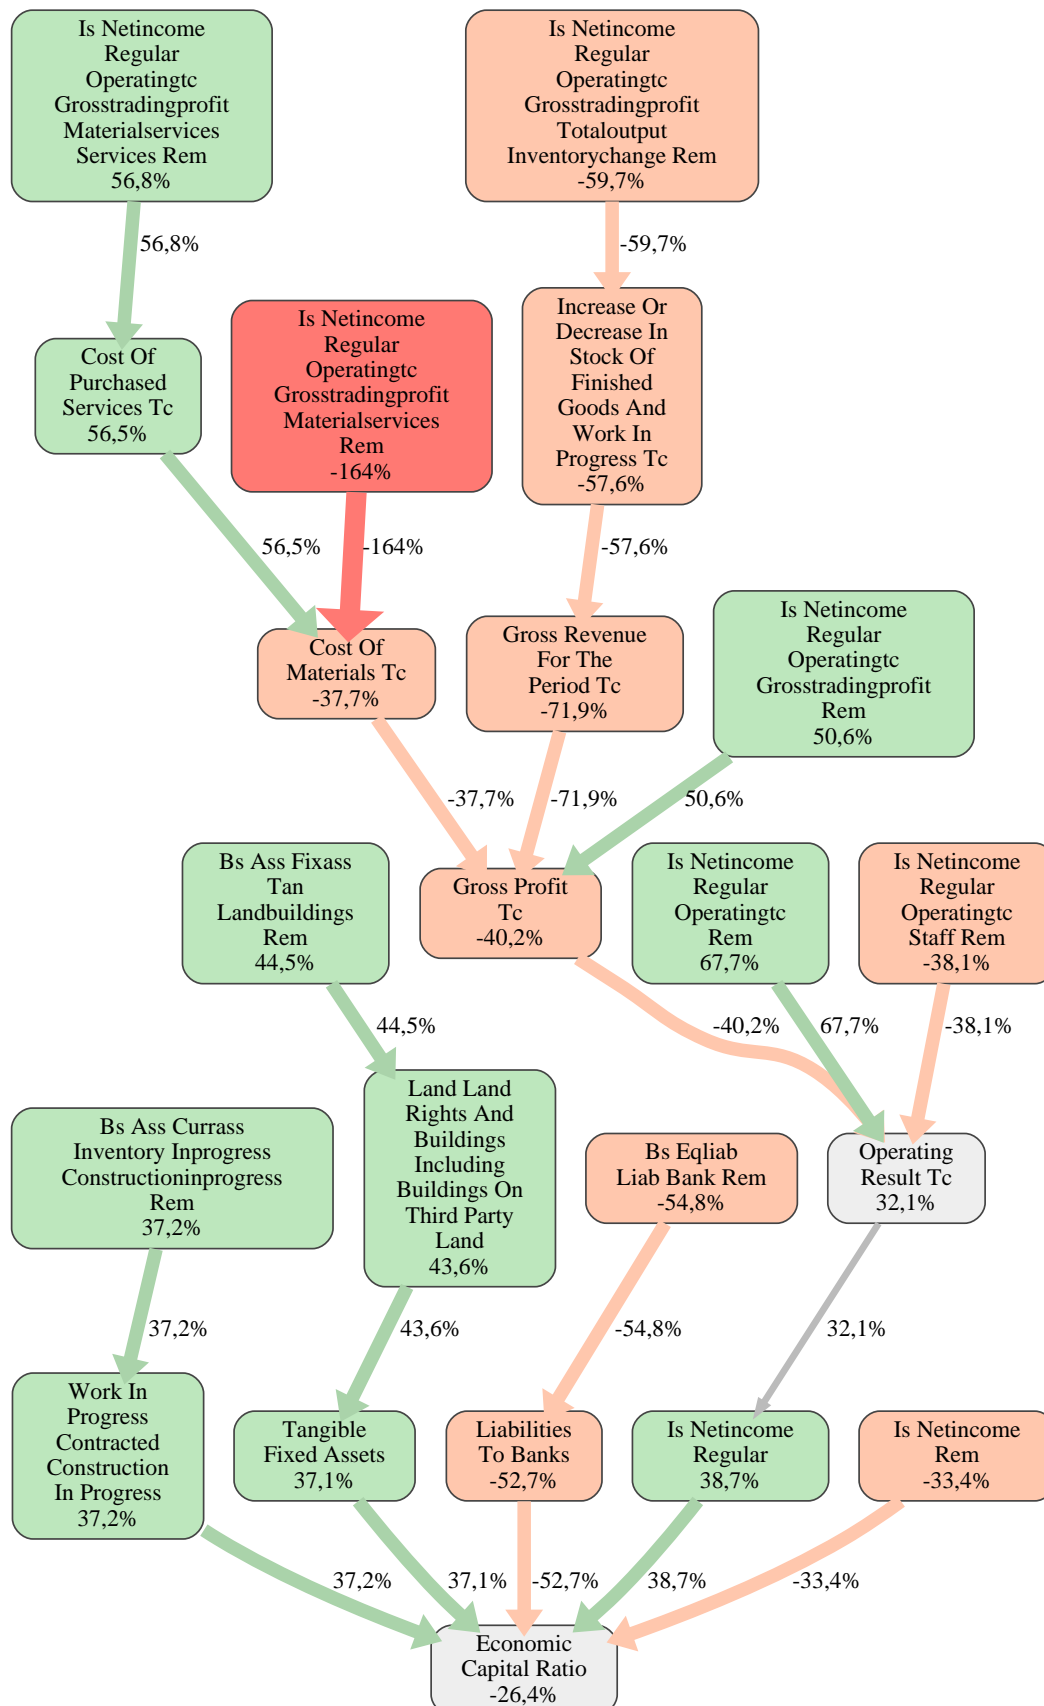 Is Netincome
Regular
Operatingtc
Grosstradingprofit
Materialservices
Services Rem
56,8%
Is Netincome
Regular
Operatingtc
Grosstradingprofit
Totaloutput
Inventorychange Rem
-59,7%
56,8%
-59,7%
Cost Of
Purchased
Services Tc
56,5%
Is Netincome
Regular
Operatingtc
Grosstradingprofit
Materialservices
Rem
-164%
Increase Or
Decrease In
Stock Of
Finished
Goods And
Work In
Progress Tc
-57,6%
56,5%
-164%
-57,6%
Cost Of
Materials Tc
-37,7%
Gross Revenue
For The
Period Tc
-71,9%
Is Netincome
Regular
Operatingtc
Grosstradingprofit
Rem
50,6%
-37,7%
-71,9%
50,6%
Bs Ass Fixass
Tan
Landbuildings
Rem
44,5%
Gross Profit
Tc
-40,2%
Is Netincome
Regular
Operatingtc
Rem
67,7%
Is Netincome
Regular
Operatingtc
Staff Rem
-38,1%
44,5%
-40,2%
67,7%
-38,1%
Bs Ass Currass
Inventory Inprogress
Constructioninprogress
Rem
37,2%
Land Land
Rights And
Buildings
Including
Buildings On
Third Party
Land
43,6%
Bs Eqliab
Liab Bank Rem
-54,8%
Operating
Result Tc
32,1%
37,2%
43,6%
-54,8%
32,1%
Work In
Progress
Contracted
Construction
In Progress
37,2%
Tangible
Fixed Assets
37,1%
Liabilities
To Banks
-52,7%
Is Netincome
Regular
38,7%
Is Netincome
Rem
-33,4%
37,2%
37,1%
-52,7%
38,7%
-33,4%
Economic
Capital Ratio
-26,4%